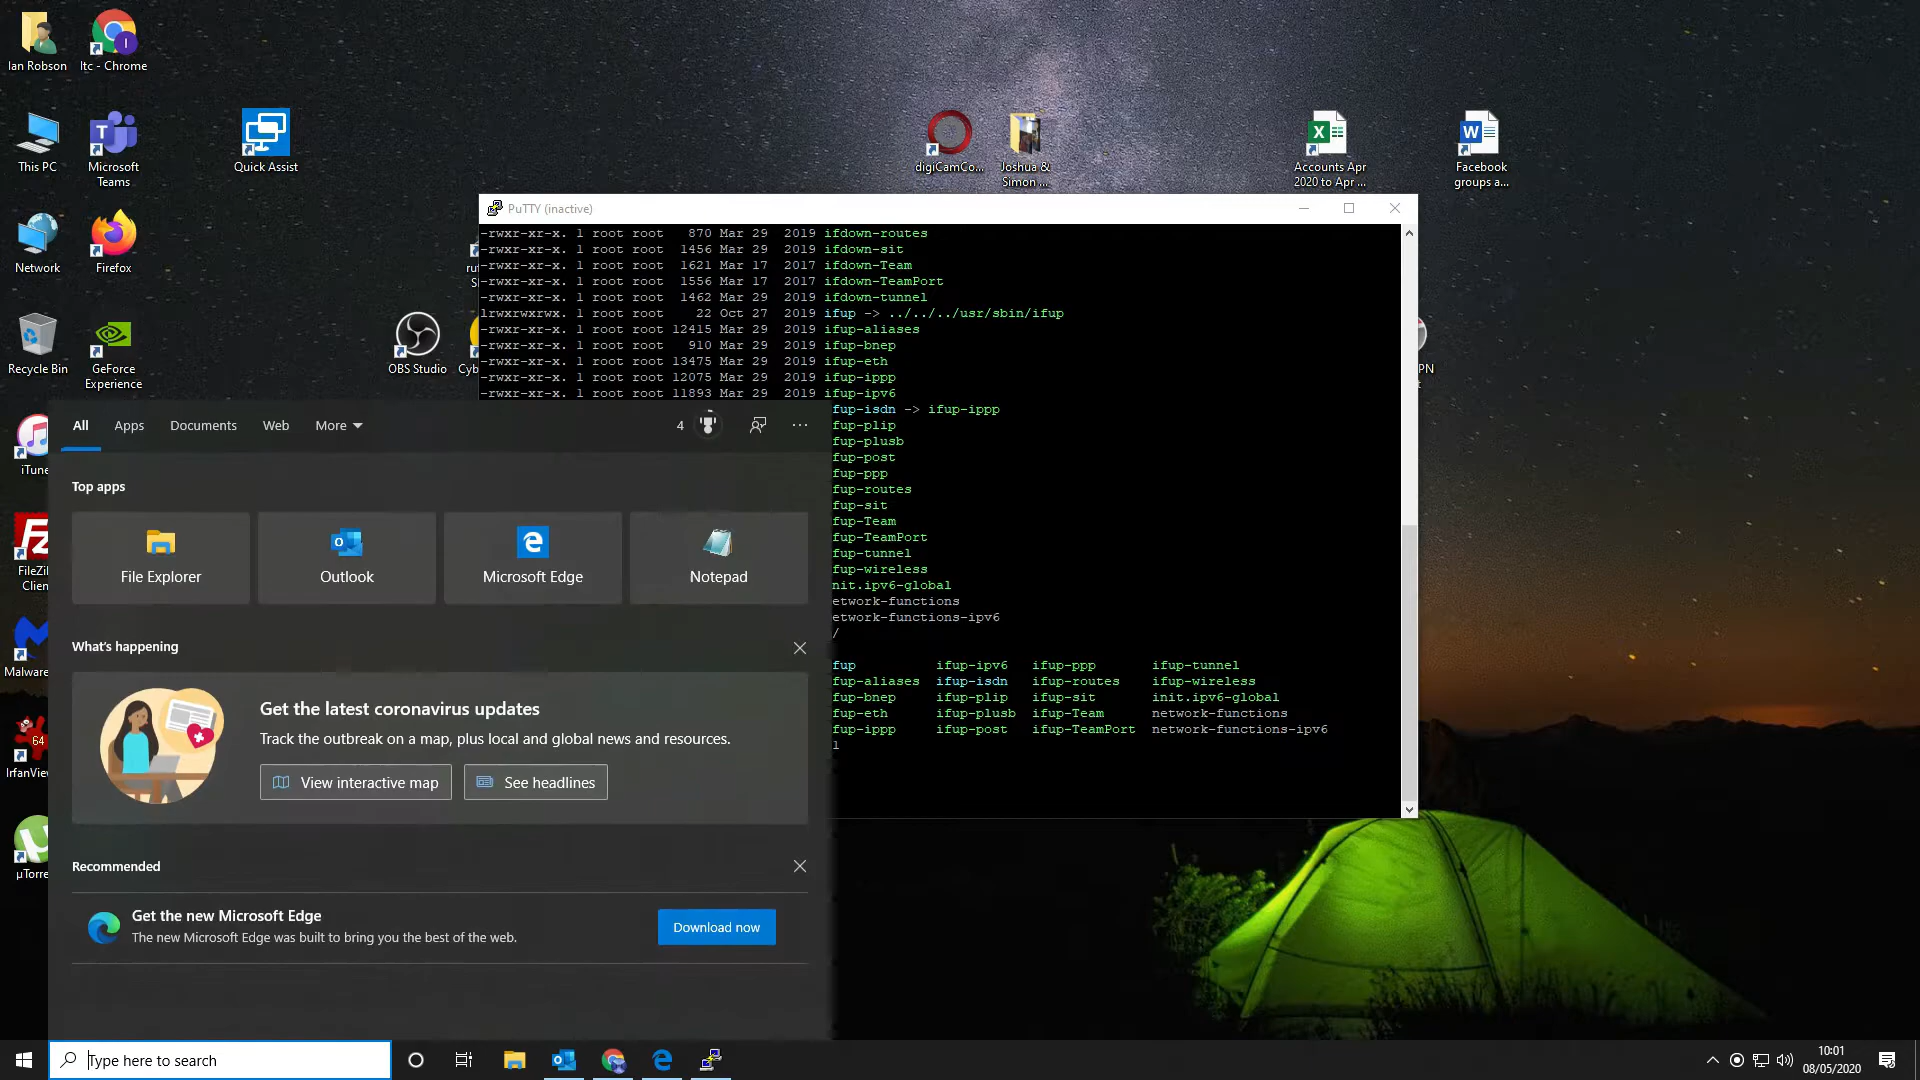 Ian Robson
ltc - Chrome
This PC
Microsoft
Teams
Quick Assist
digiCamCo...
Joshua &
Simon ...
Accounts Apr
2020 to Apr ...
Facebook
groups a...
Network
Firefox
Recycle Bin
GeForce
Experience
OBS Studio
Cyb
iTune
FileZil
Clien
Malware
64
IrfanView
µTorre
PN
PuTTY (inactive)
-rwxr-xr-x. 1 root root   870 Mar 29  2019 ifdown-routes
-rwxr-xr-x. 1 root root  1456 Mar 29  2019 ifdown-sit
-rwxr-xr-x. 1 root root  1621 Mar 17  2017 ifdown-Team
-rwxr-xr-x. 1 root root  1556 Mar 17  2017 ifdown-TeamPort
-rwxr-xr-x. 1 root root  1462 Mar 29  2019 ifdown-tunnel
lrwxrwxrwx. 1 root root    22 Oct 27  2019 ifup -> ../../../usr/sbin/ifup
-rwxr-xr-x. 1 root root 12415 Mar 29  2019 ifup-aliases
-rwxr-xr-x. 1 root root   910 Mar 29  2019 ifup-bnep
-rwxr-xr-x. 1 root root 13475 Mar 29  2019 ifup-eth
-rwxr-xr-x. 1 root root 12075 Mar 29  2019 ifup-ippp
-rwxr-xr-x. 1 root root 11893 Mar 29  2019 ifup-ipv6
fup-isdn -> ifup-ippp
fup-plip
fup-plusb
fup-post
fup-ppp
fup-routes
fup-sit
fup-Team
fup-TeamPort
fup-tunnel
fup-wireless
nit.ipv6-global
etwork-functions
etwork-functions-ipv6
/
fup ifup-ipv6 ifup-ppp ifup-tunnel
fup-aliases ifup-isdn ifup-routes ifup-wireless
fup-bnep ifup-plip ifup-sit init.ipv6-global
fup-eth ifup-plusb ifup-Team network-functions
fup-ippp ifup-post ifup-TeamPort network-functions-ipv6
l
All Apps Documents Web More
4
Top apps
File Explorer Outlook Microsoft Edge Notepad
What's happening
Get the latest coronavirus updates
Track the outbreak on a map, plus local and global news and resources.
View interactive map See headlines
Recommended
Get the new Microsoft Edge
The new Microsoft Edge was built to bring you the best of the web.
Download now
Type here to search
10:01
08/05/2020